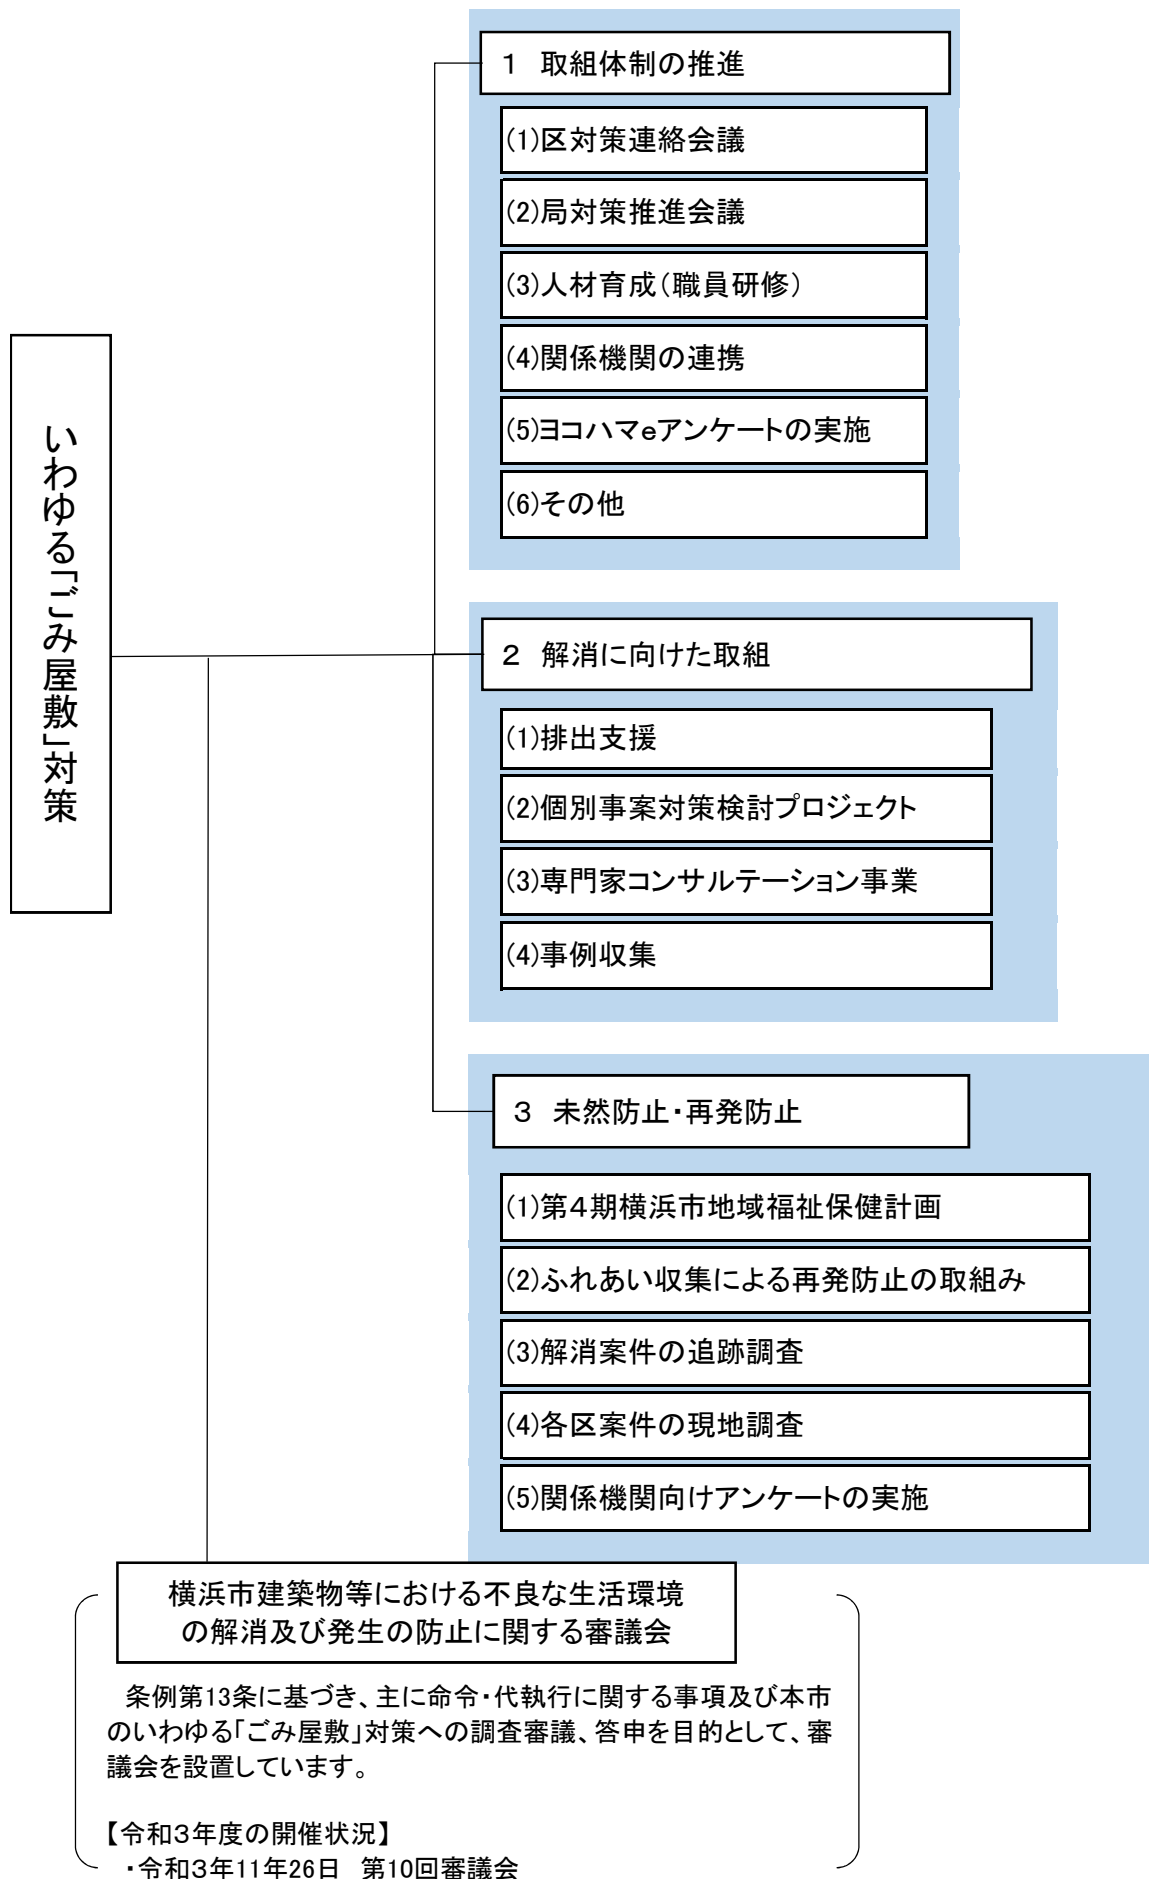 いわゆる「ごみ屋敷」対策
１　取組体制の推進
(1)区対策連絡会議
(2)局対策推進会議
(3)人材育成（職員研修）
(4)関係機関の連携
(5)ヨコハマｅアンケートの実施
(6)その他
２　解消に向けた取組
(1)排出支援
(2)個別事案対策検討プロジェクト
(3)専門家コンサルテーション事業
(4)事例収集
３　未然防止・再発防止
(1)第４期横浜市地域福祉保健計画
(2)ふれあい収集による再発防止の取組み
(3)解消案件の追跡調査
(4)各区案件の現地調査
(5)関係機関向けアンケートの実施
横浜市建築物等における不良な生活環境
の解消及び発生の防止に関する審議会
条例第13条に基づき、主に命令・代執行に関する事項及び本市
のいわゆる「ごみ屋敷」対策への調査審議、答申を目的として、審
議会を設置しています。
【令和３年度の開催状況】
・令和３年11年26日　第10回審議会